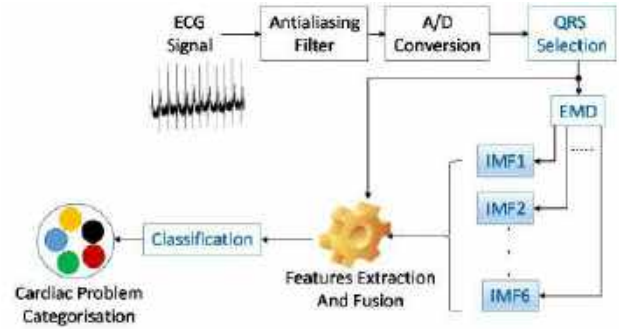 ECG
Signal
Antialiasing
Filter
A/D
Conversion
QRS
Selection
EMD
IMF1
IMF2
IMF6
Features Extraction
And Fusion
Classification
Cardiac Problem
Categorisation